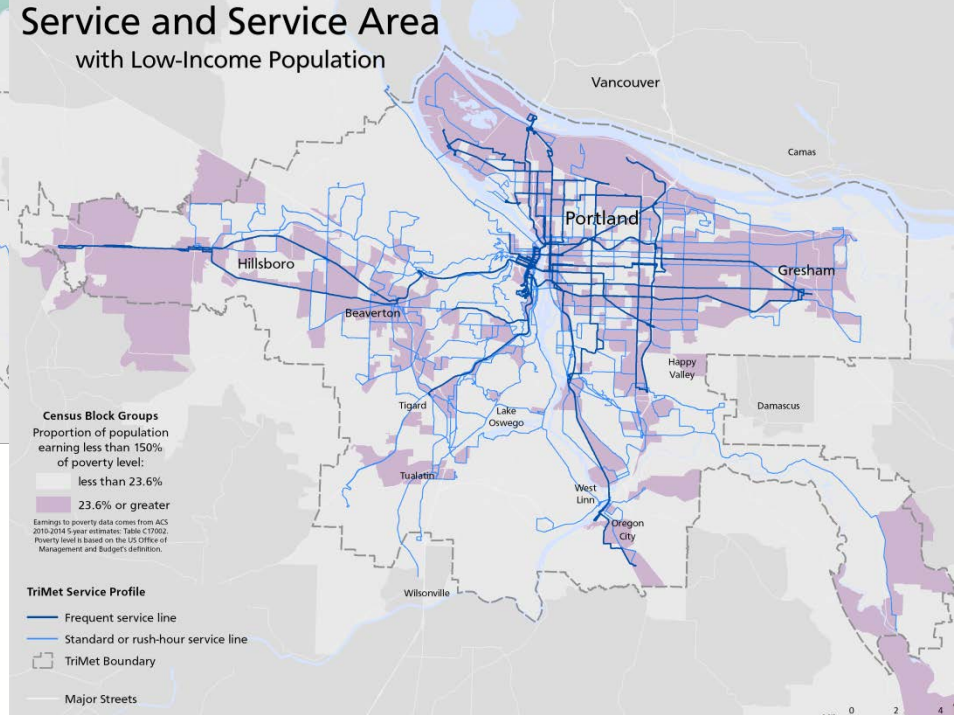 Service and Service Area
with Low-Income Population
Vancouver
Camas
Portland
Hillsboro
Gresham
Beaverton
Happy
Valley
Tigard
Lake
Oswego
Damascus
Tualatin
West
Linn
Oregon
City
Wilsonville
Census Block Groups
Proportion of population
earning less than 150%
of poverty level:
less than 23.6%
23.6% or greater
Earnings to poverty data comes from ACS
2010-2014 5-year estimates: Table C17002.
Poverty level is based on the US Office of
Management and Budget's definition.
TriMet Service Profile
Frequent service line
Standard or rush-hour service line
TriMet Boundary
Major Streets
0 2 4